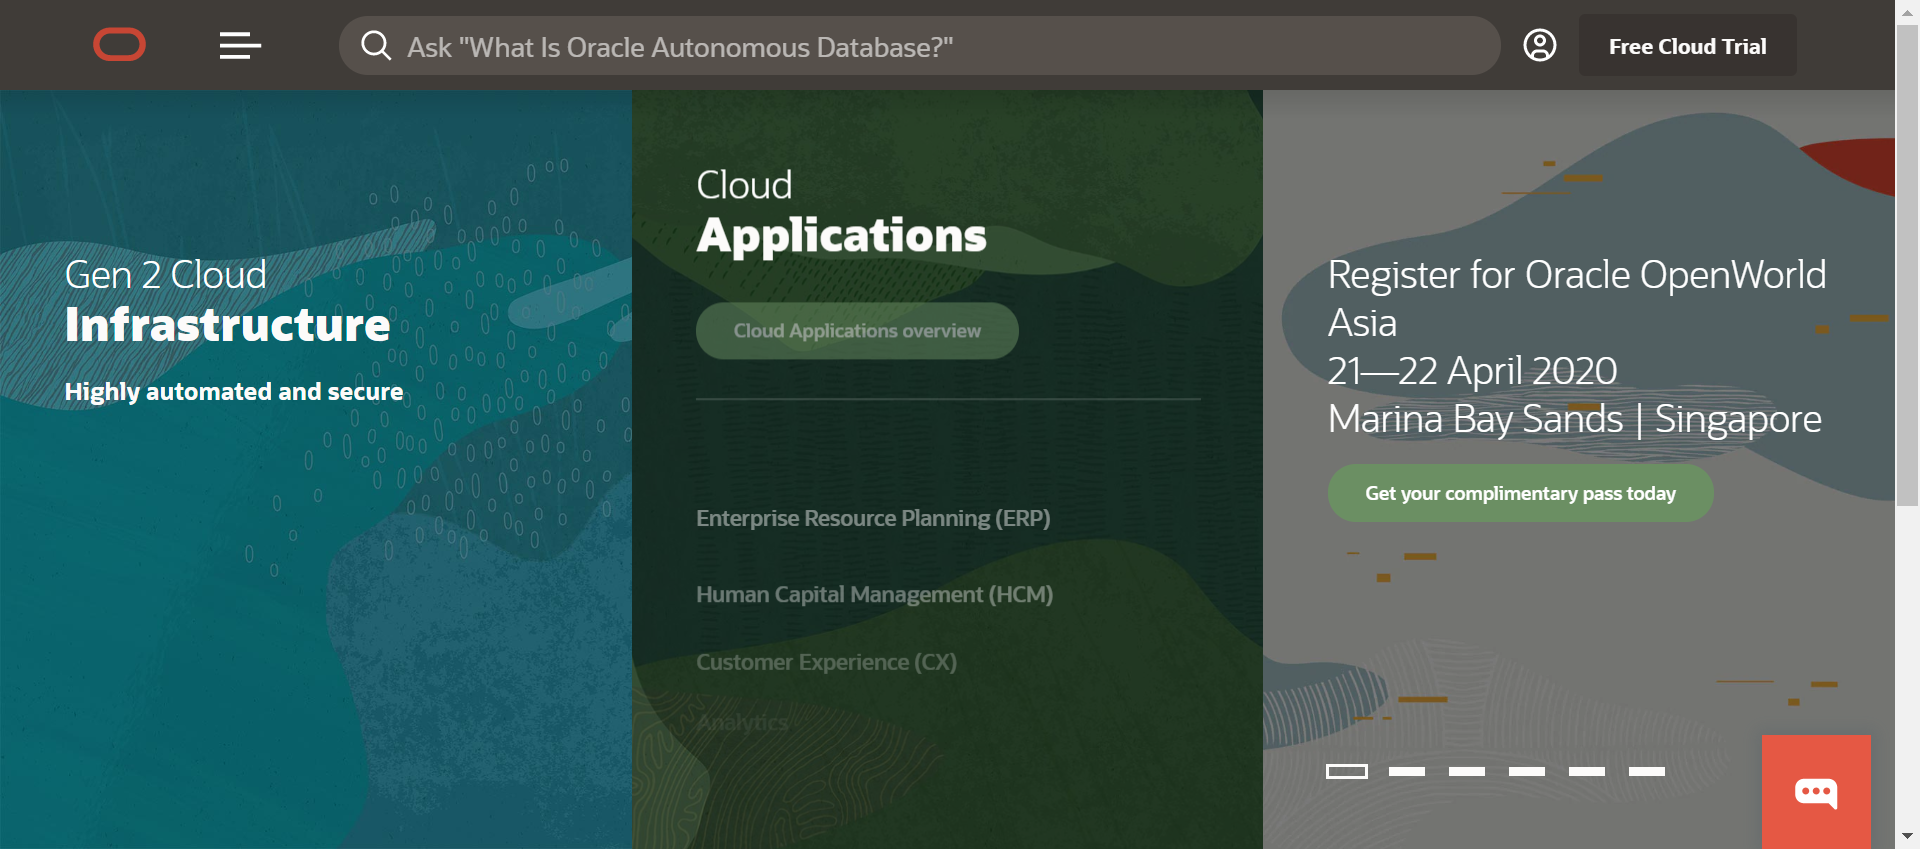 Ask "What Is Oracle Autonomous Database?"
Free Cloud Trial
Gen 2 Cloud
Infrastructure
Highly automated and secure
Cloud
Applications
Cloud Applications overview
Enterprise Resource Planning (ERP)
Human Capital Management (HCM)
Customer Experience (CX)
Analytics
Register for Oracle OpenWorld
Asia
21—22 April 2020
Marina Bay Sands | Singapore
Get your complimentary pass today